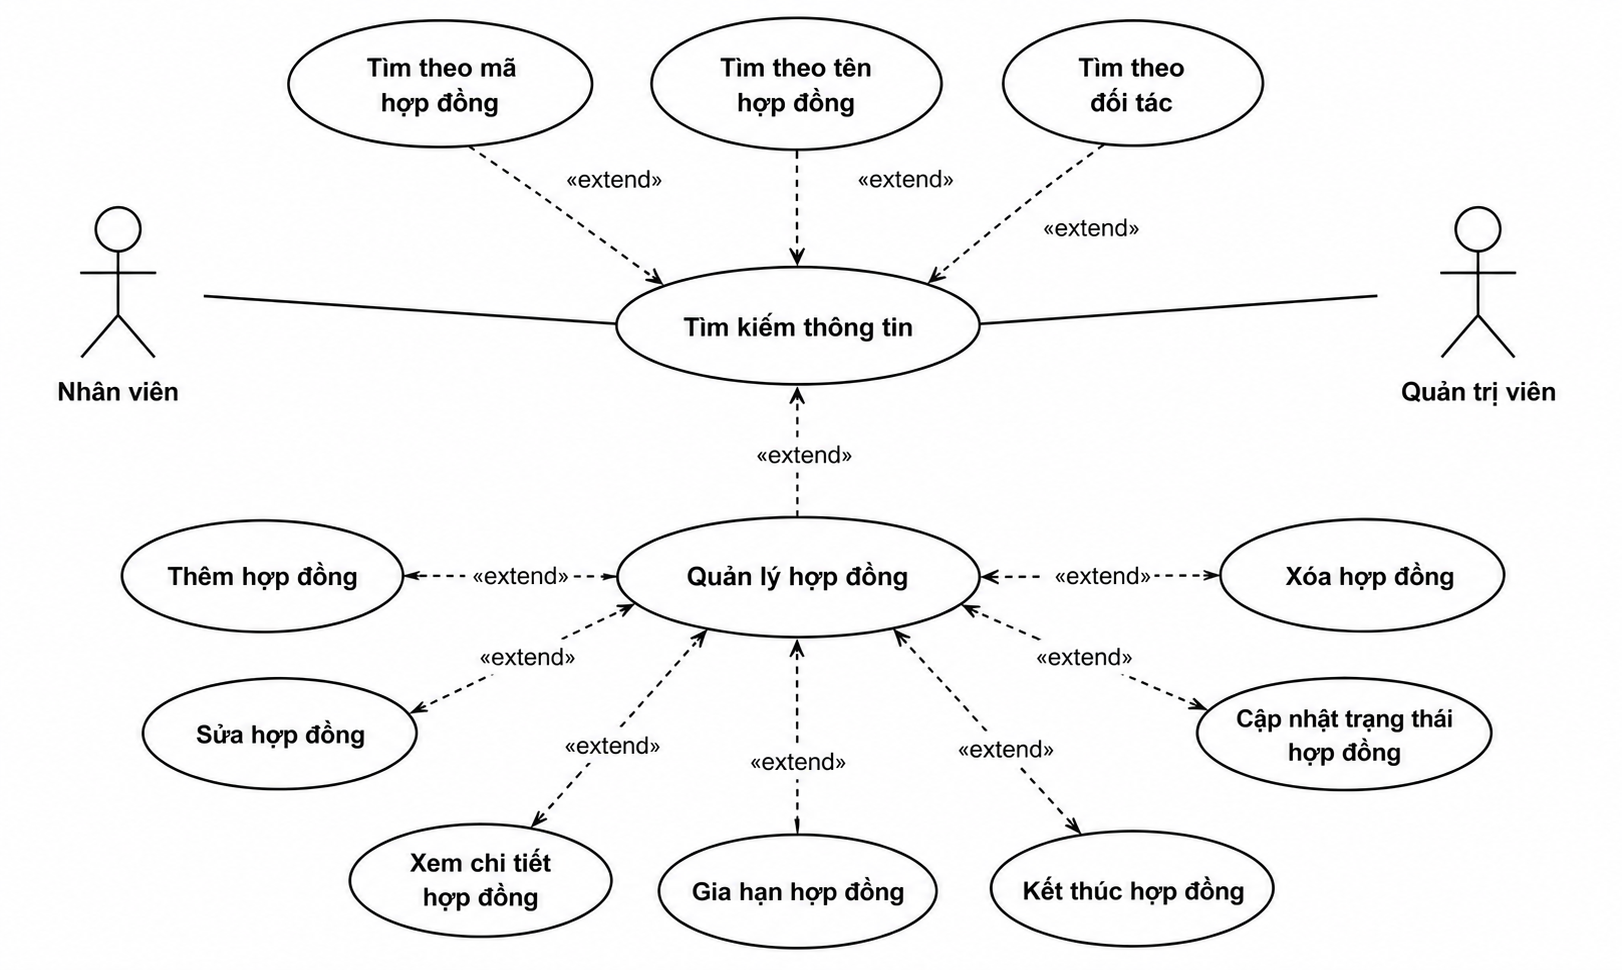 Tìm theo mã
hợp đồng
Tìm theo tên
hợp đồng
Tìm theo
đối tác
«extend»
«extend»
«extend»
Tìm kiếm thông tin
Nhân viên
Quản trị viên
«extend»
Thêm hợp đồng
«extend»
Quản lý hợp đồng
«extend»
Xóa hợp đồng
«extend»
«extend»
Sửa hợp đồng
Cập nhật trạng thái
hợp đồng
«extend»
«extend»
«extend»
Xem chi tiết
hợp đồng
Gia hạn hợp đồng
Kết thúc hợp đồng